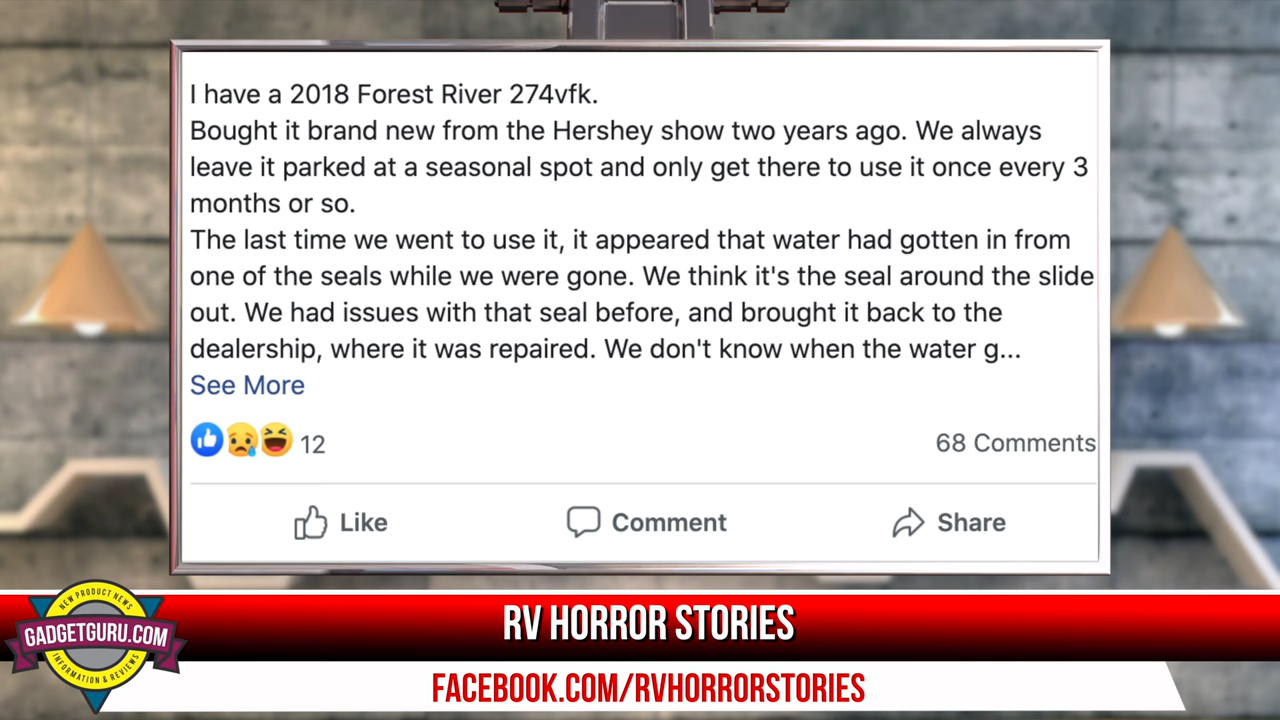 I have a 2018 Forest River 274vfk.
Bought it brand new from the Hershey show two years ago. We always
leave it parked at a seasonal spot and only get there to use it once every 3
months or so.
The last time we went to use it, it appeared that water had gotten in from
one of the seals while we were gone. We think it's the seal around the slide
out. We had issues with that seal before, and brought it back to the
dealership, where it was repaired. We don't know when the water g...
See More
12
68 Comments
Like
Comment
Share
NEW PRODUCT NEWS
GADGETGURU.COM
INFORMATION & REVIEWS
RV HORROR STORIES
FACEBOOK.COM/RVHORRORSTORIES